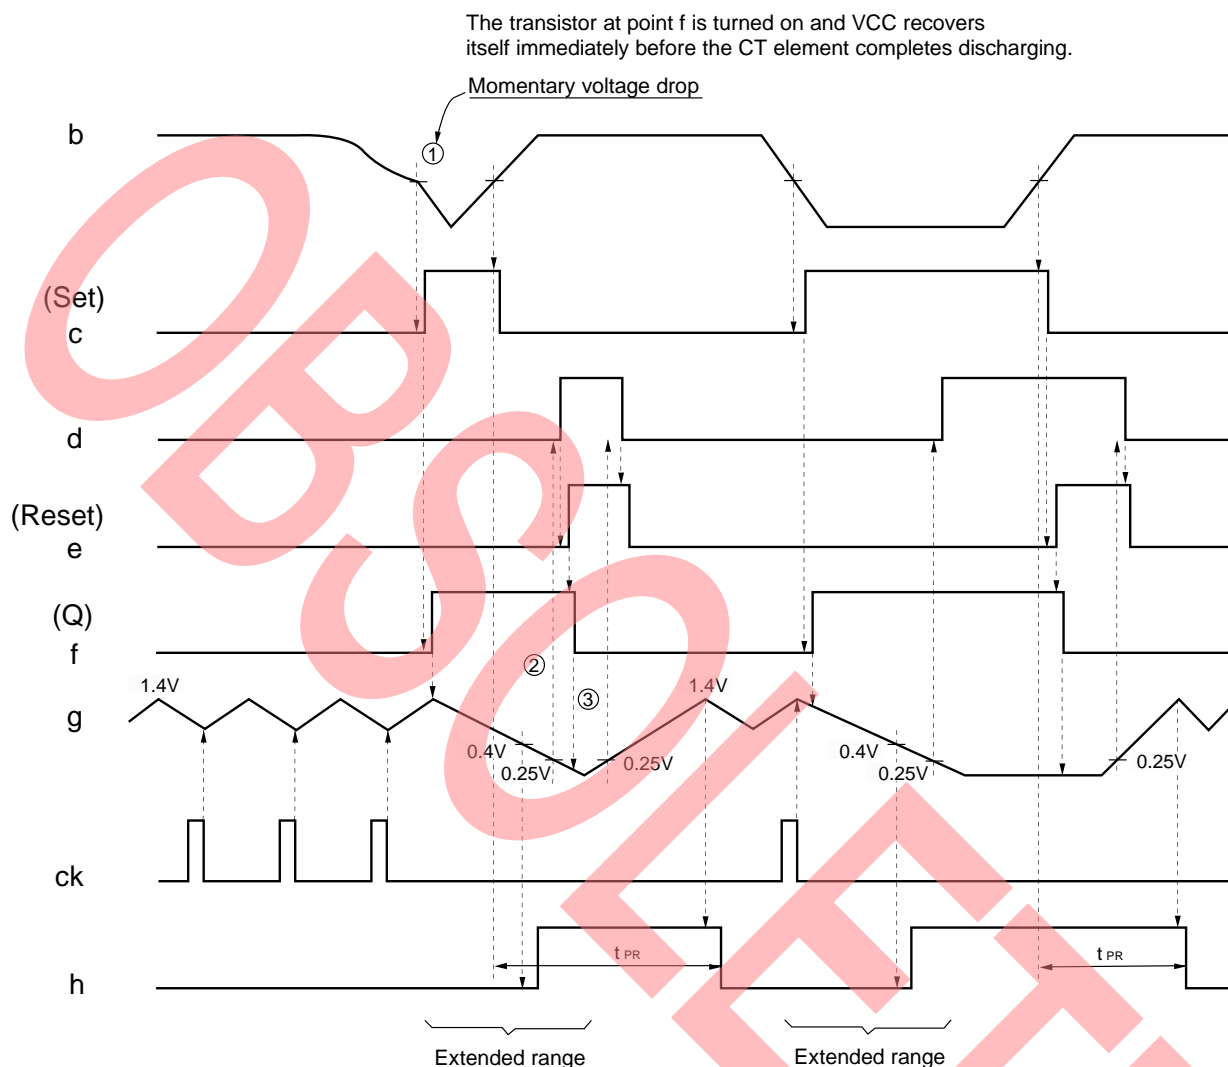 The transistor at point f is turned on and VCC recovers
itself immediately before the CT element completes discharging.
Momentary voltage drop
b
①
(Set)
c
d
(Reset)
e
(Q)
f
②
③
1.4V
1.4V
g
0.4V
0.25V
0.25V
0.4V
0.25V
0.25V
ck
t PR
t PR
h
Extended range
Extended range
OBSOLETE